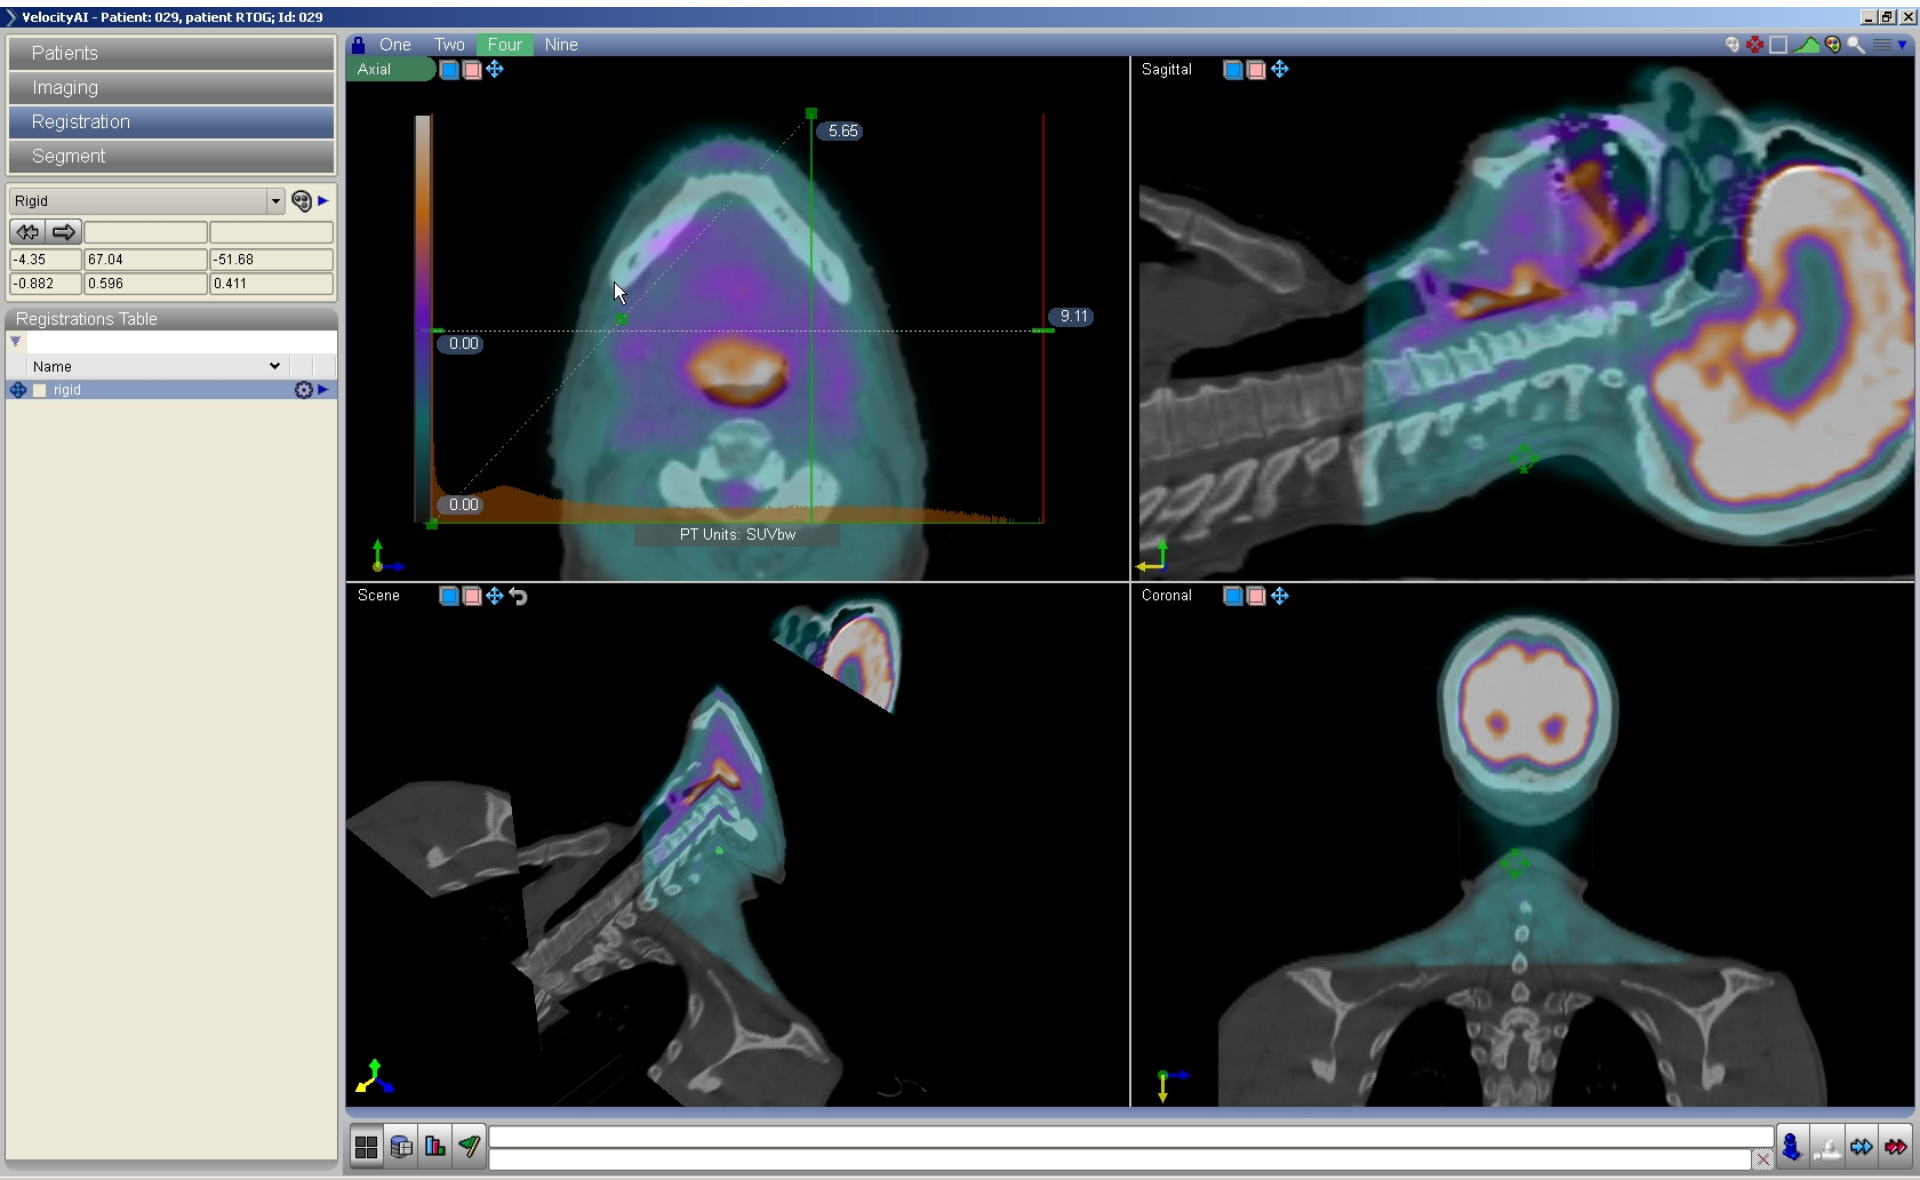 VelocityAI - Patient: 029, patient RTOG; Id: 029
Patients
Imaging
Registration
Segment
Rigid
-4.35 67.04 -51.68
-0.882 0.596 0.411
Registrations Table
Name
rigid
One Two Four Nine
Axial
5.65
9.11
0.00
0.00
PT Units: SUVbw
Sagittal
Scene
Coronal